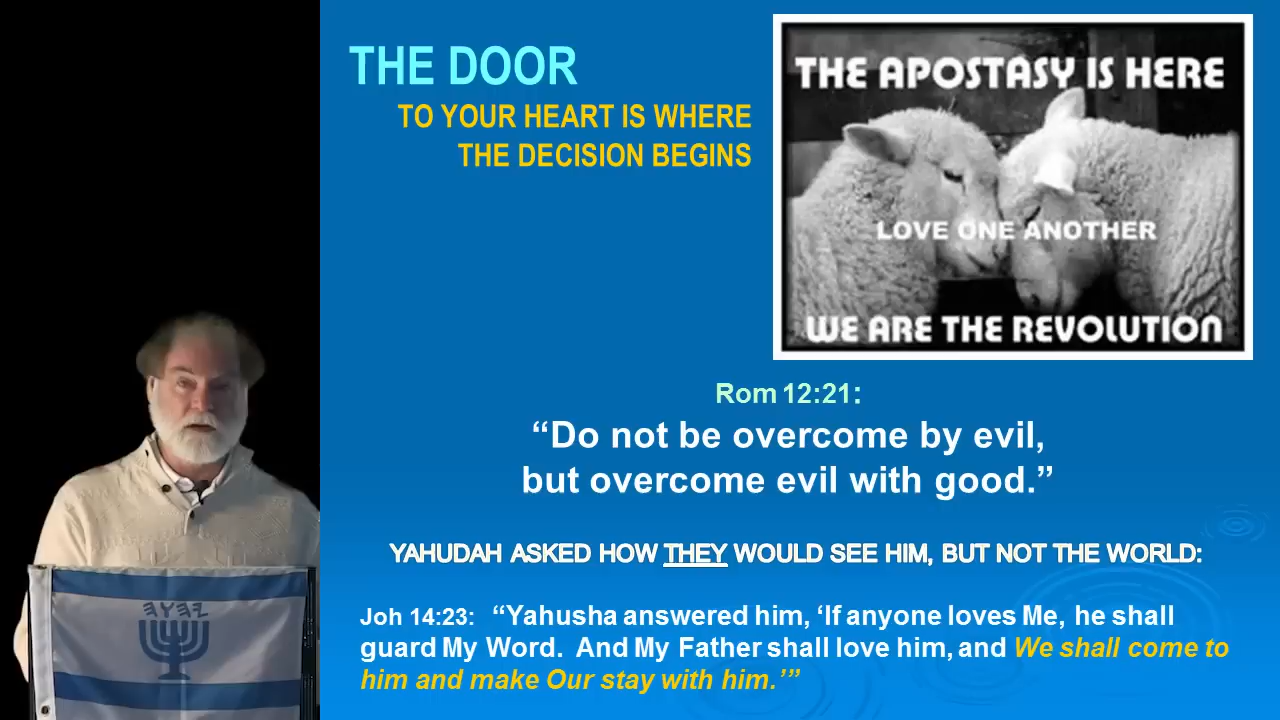 THE DOOR
TO YOUR HEART IS WHERE
THE DECISION BEGINS
THE APOSTASY IS HERE
LOVE ONE ANOTHER
WE ARE THE REVOLUTION
Rom 12:21:
“Do not be overcome by evil,
but overcome evil with good.”
YAHUDAH ASKED HOW THEY WOULD SEE HIM, BUT NOT THE WORLD:
Joh 14:23: “Yahusha answered him, ‘If anyone loves Me, he shall
guard My Word. And My Father shall love him, and We shall come to
him and make Our stay with him.’”
𐤉𐤄𐤅𐤄